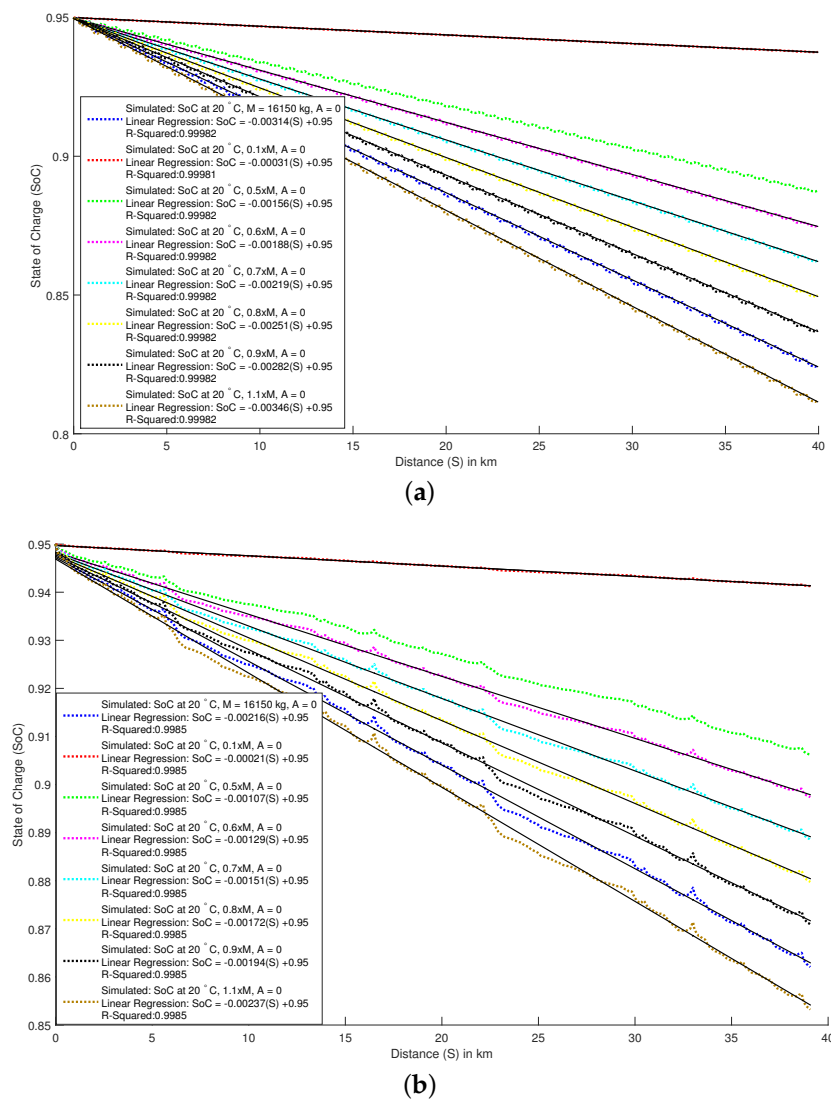 0.95
0.9
0.85
0.8
State of Charge (SoC)
Simulated: SoC at 20 °C, M = 16150 kg, A = 0
Linear Regression: SoC = -0.00314(S) +0.95
R-Squared:0.99982
Simulated: SoC at 20 °C, 0.1xM, A = 0
Linear Regression: SoC = -0.00031(S) +0.95
R-Squared:0.99981
Simulated: SoC at 20 °C, 0.5xM, A = 0
Linear Regression: SoC = -0.00156(S) +0.95
R-Squared:0.99982
Simulated: SoC at 20 °C, 0.6xM, A = 0
Linear Regression: SoC = -0.00188(S) +0.95
R-Squared:0.99982
Simulated: SoC at 20 °C, 0.7xM, A = 0
Linear Regression: SoC = -0.00219(S) +0.95
R-Squared:0.99982
Simulated: SoC at 20 °C, 0.8xM, A = 0
Linear Regression: SoC = -0.00251(S) +0.95
R-Squared:0.99982
Simulated: SoC at 20 °C, 0.9xM, A = 0
Linear Regression: SoC = -0.00282(S) +0.95
R-Squared:0.99982
Simulated: SoC at 20 °C, 1.1xM, A = 0
Linear Regression: SoC = -0.00346(S) +0.95
R-Squared:0.99982
0 5 10 15 20 25 30 35 40
Distance (S) in km
(a)
0.95
0.94
0.93
0.92
0.91
0.9
0.89
0.88
0.87
0.86
0.85
State of Charge (SoC)
Simulated: SoC at 20 °C, M = 16150 kg, A = 0
Linear Regression: SoC = -0.00216(S) +0.95
R-Squared:0.9985
Simulated: SoC at 20 °C, 0.1xM, A = 0
Linear Regression: SoC = -0.00021(S) +0.95
R-Squared:0.9985
Simulated: SoC at 20 °C, 0.5xM, A = 0
Linear Regression: SoC = -0.00107(S) +0.95
R-Squared:0.9985
Simulated: SoC at 20 °C, 0.6xM, A = 0
Linear Regression: SoC = -0.00129(S) +0.95
R-Squared:0.9985
Simulated: SoC at 20 °C, 0.7xM, A = 0
Linear Regression: SoC = -0.00151(S) +0.95
R-Squared:0.9985
Simulated: SoC at 20 °C, 0.8xM, A = 0
Linear Regression: SoC = -0.00172(S) +0.95
R-Squared:0.9985
Simulated: SoC at 20 °C, 0.9xM, A = 0
Linear Regression: SoC = -0.00194(S) +0.95
R-Squared:0.9985
Simulated: SoC at 20 °C, 1.1xM, A = 0
Linear Regression: SoC = -0.00237(S) +0.95
R-Squared:0.9985
0 5 10 15 20 25 30 35 40
Distance (S) in km
(b)